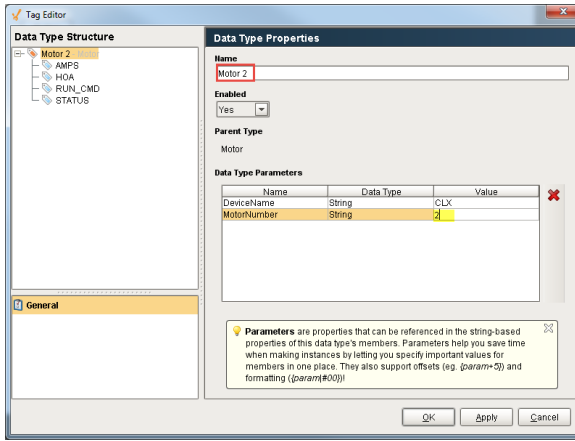 Tag Editor
Data Type Structure
Motor 2 - Motor
AMPS
HOA
RUN_CMD
STATUS
General
Data Type Properties
Name
Motor 2
Enabled
Yes
Parent Type
Motor
Data Type Parameters
Name Data Type Value
DeviceName String CLX
MotorNumber String 2
Parameters are properties that can be referenced in the string-based
properties of this data type's members. Parameters help you save time
when making instances by letting you specify important values for
members in one place. They also support offsets (eg. {param+5}) and
formatting ({param|#00})!
OK Apply Cancel